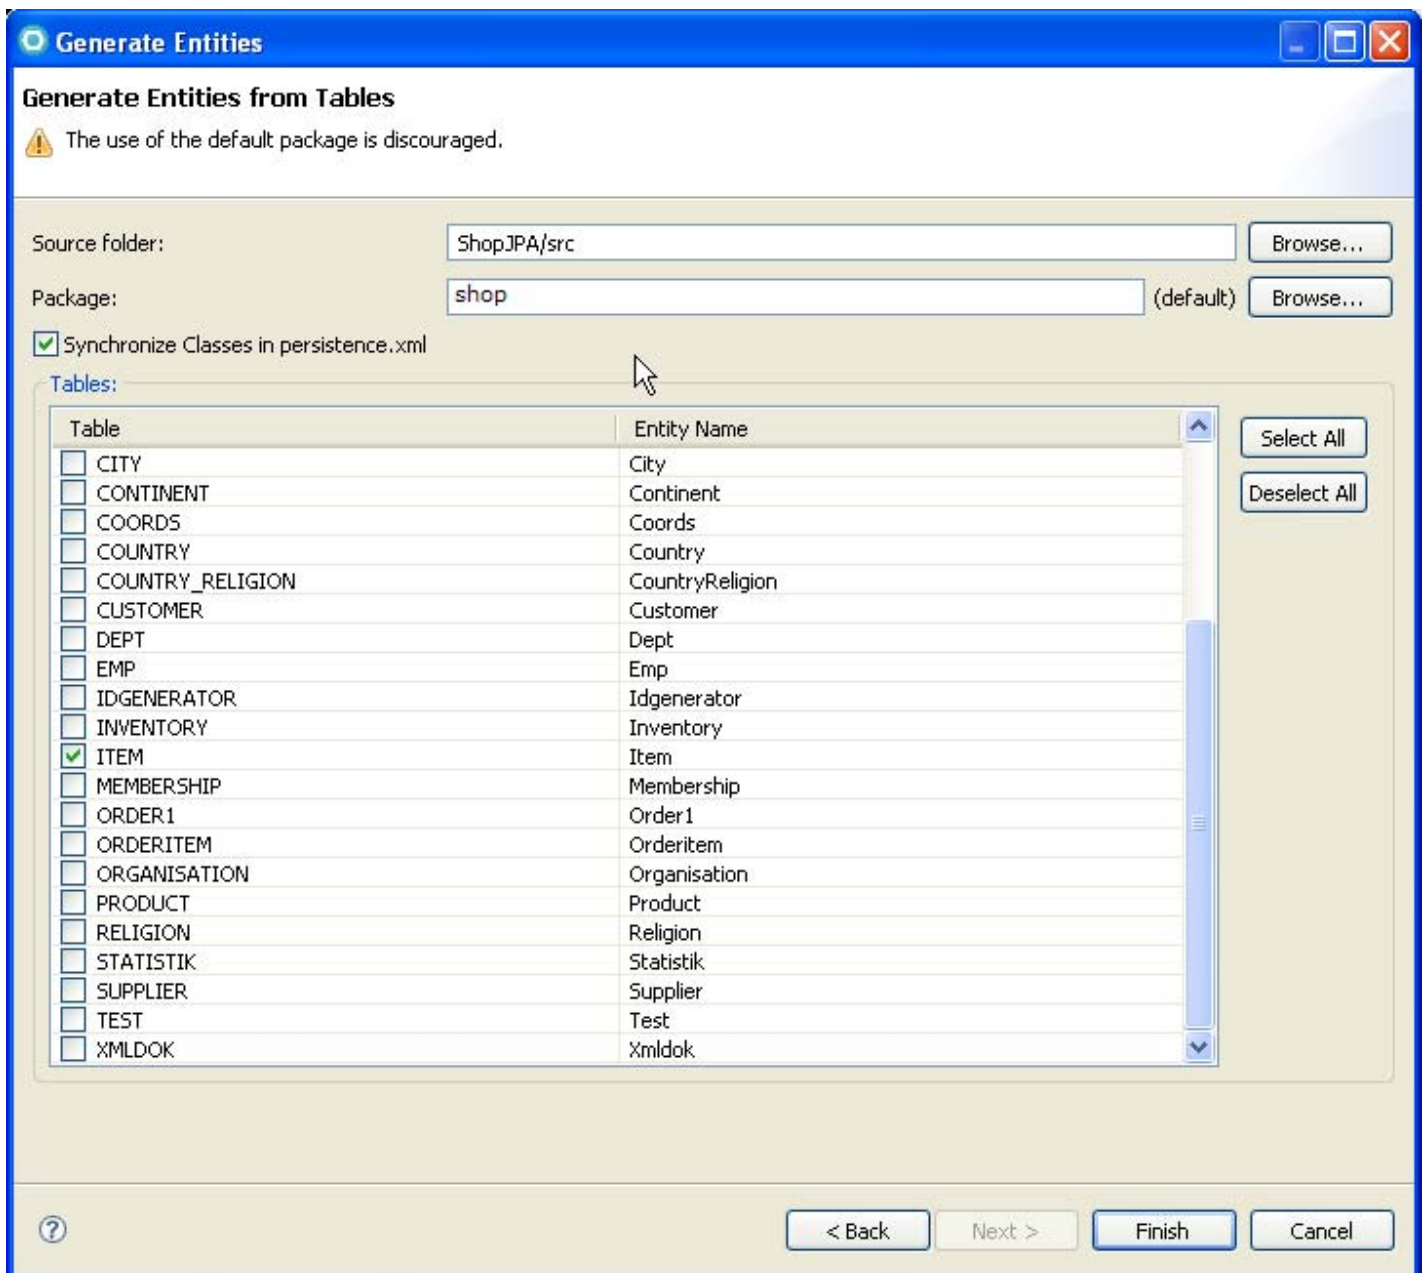 Generate Entities
Generate Entities from Tables
The use of the default package is discouraged.
Source folder: ShopJPA/src Browse...
Package: shop (default) Browse...
Synchronize Classes in persistence.xml
Tables:
Table Entity Name Select All
CITY City
CONTINENT Continent Deselect All
COORDS Coords
COUNTRY Country
COUNTRY_RELIGION CountryReligion
CUSTOMER Customer
DEPT Dept
EMP Emp
IDGENERATOR Idgenerator
INVENTORY Inventory
ITEM Item
MEMBERSHIP Membership
ORDER1 Order1
ORDERITEM Orderitem
ORGANISATION Organisation
PRODUCT Product
RELIGION Religion
STATISTIK Statistik
SUPPLIER Supplier
TEST Test
XMLDOK Xmldok
? < Back Next > Finish Cancel